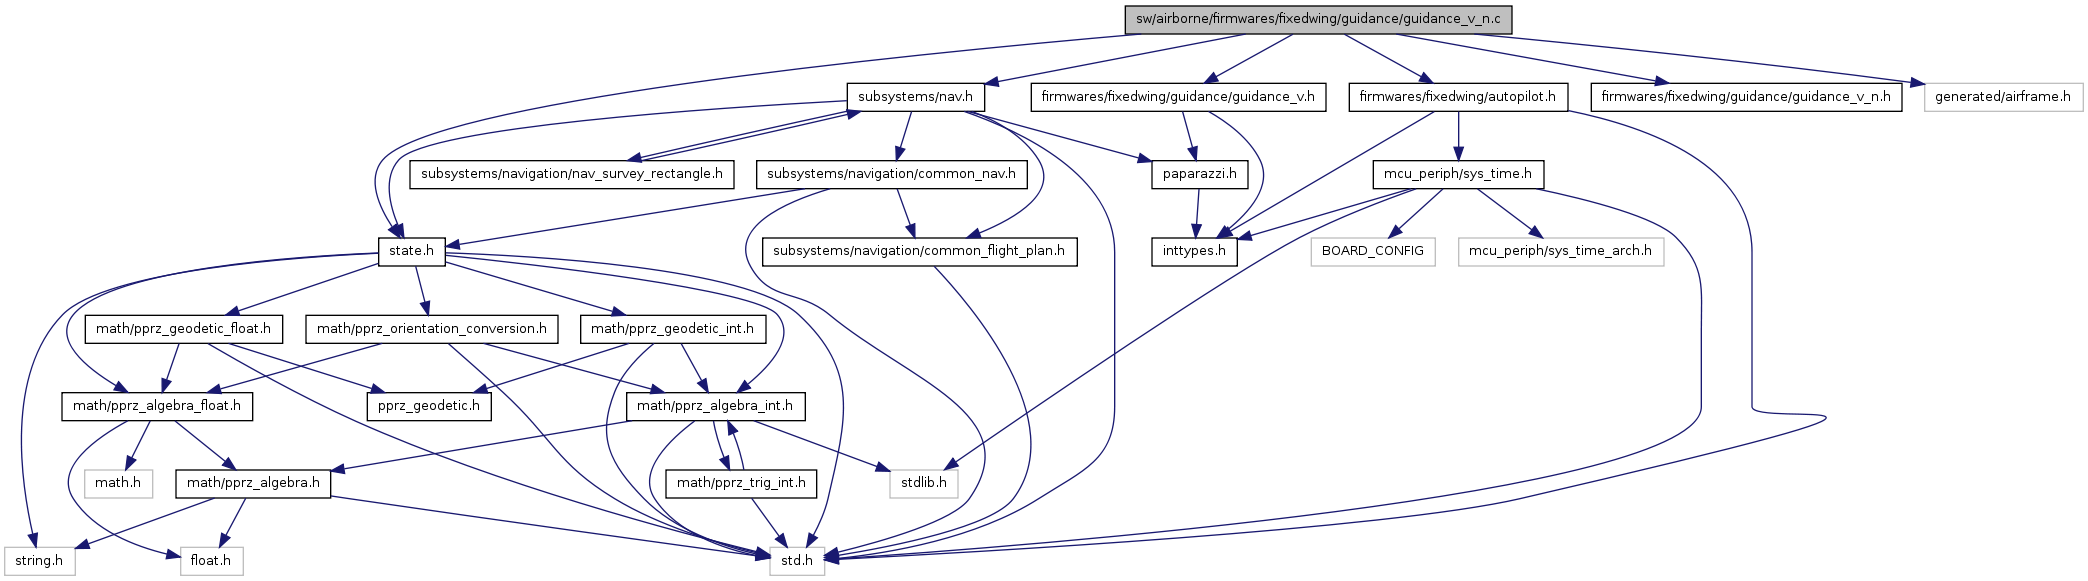 sw/airborne/firmwares/fixedwing/guidance/guidance_v_n.c
subsystems/nav.h
firmwares/fixedwing/guidance/guidance_v.h
firmwares/fixedwing/autopilot.h
firmwares/fixedwing/guidance/guidance_v_n.h
generated/airframe.h
subsystems/navigation/nav_survey_rectangle.h
subsystems/navigation/common_nav.h
paparazzi.h
mcu_periph/sys_time.h
state.h
subsystems/navigation/common_flight_plan.h
inttypes.h
BOARD_CONFIG
mcu_periph/sys_time_arch.h
math/pprz_geodetic_float.h
math/pprz_orientation_conversion.h
math/pprz_geodetic_int.h
math/pprz_algebra_float.h
pprz_geodetic.h
math/pprz_algebra_int.h
math.h
math/pprz_algebra.h
math/pprz_trig_int.h
stdlib.h
string.h
float.h
std.h